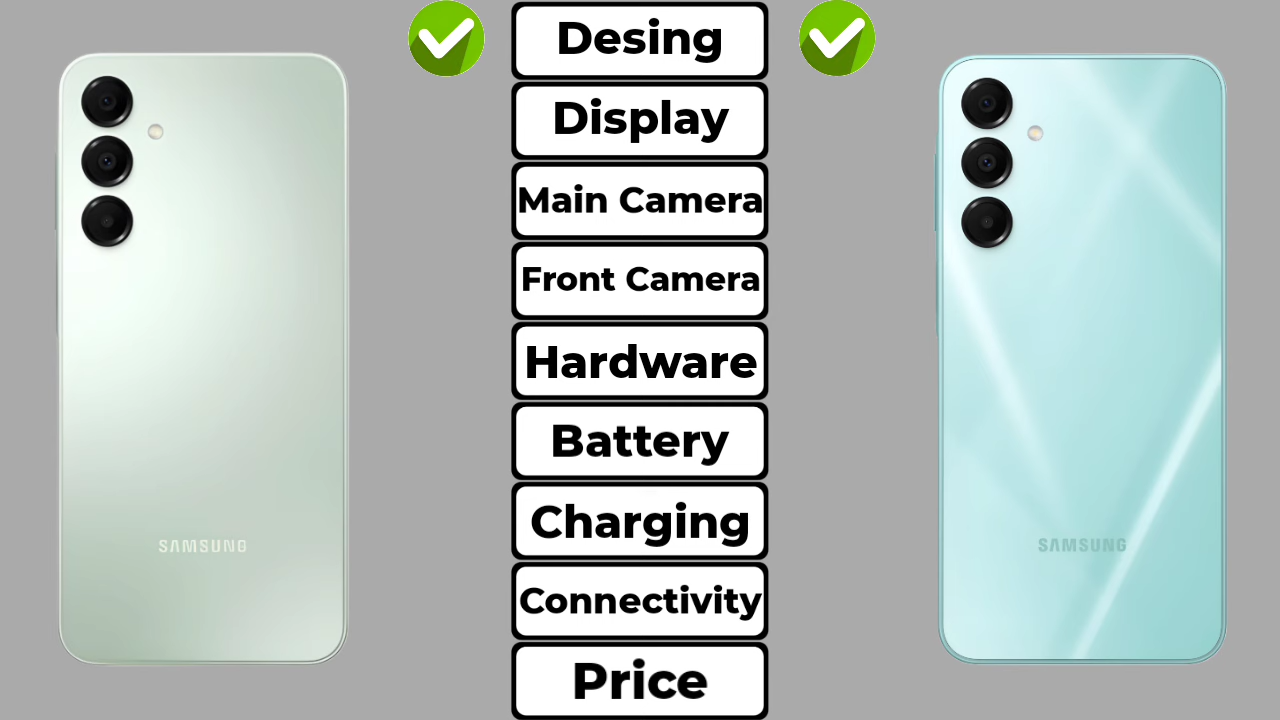 Desing
Display
Main Camera
Front Camera
Hardware
Battery
Charging
Connectivity
Price
SAMSUNG
SAMSUNG